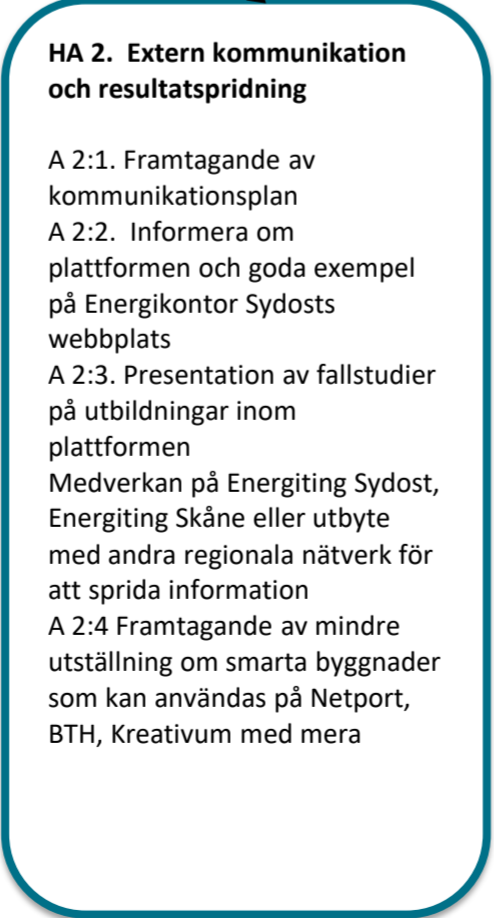 HA 2.  Extern kommunikation
och resultatspridning
A 2:1. Framtagande av
kommunikationsplan
A 2:2.  Informera om
plattformen och goda exempel
på Energikontor Sydosts
webbplats
A 2:3. Presentation av fallstudier
på utbildningar inom
plattformen
Medverkan på Energiting Sydost,
Energiting Skåne eller utbyte
med andra regionala nätverk för
att sprida information
A 2:4 Framtagande av mindre
utställning om smarta byggnader
som kan användas på Netport,
BTH, Kreativum med mera